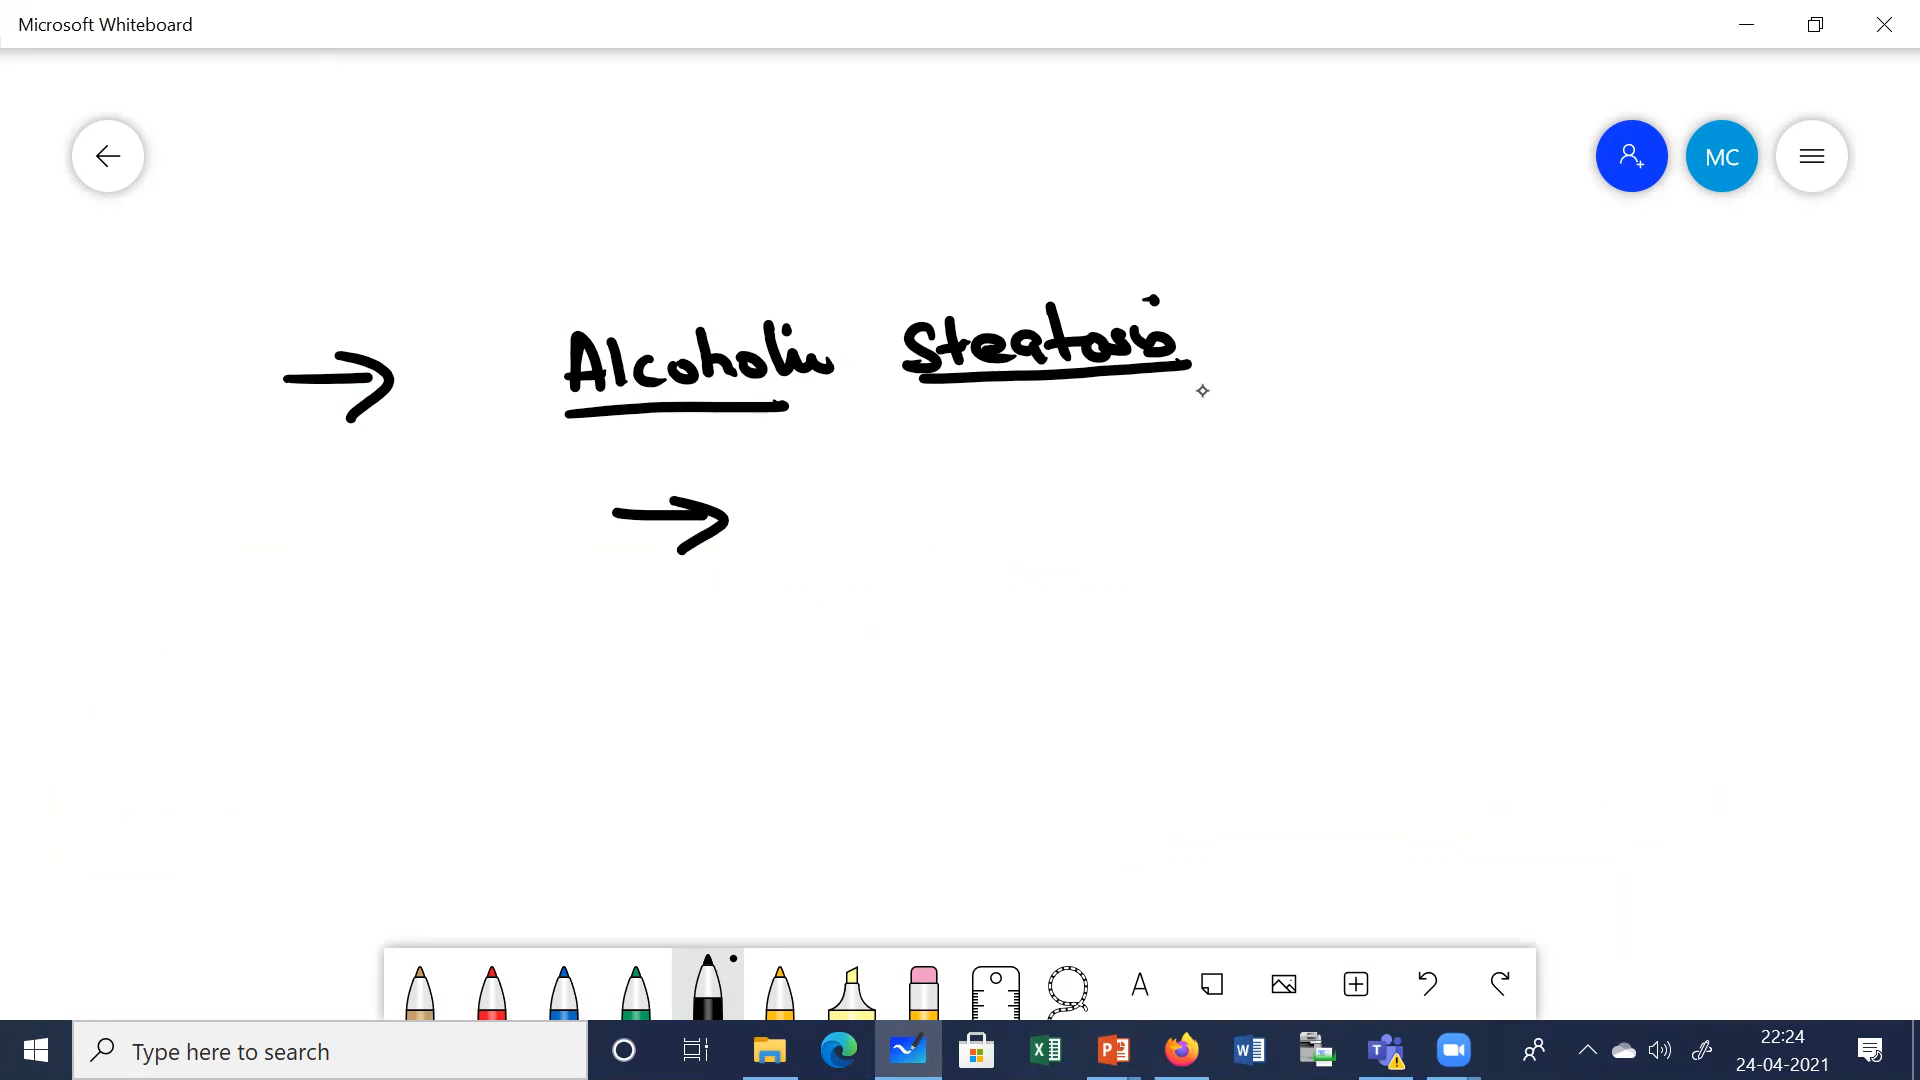 Microsoft Whiteboard
MC
→ Alcoholic Steatosis
→
Type here to search
22:24
24-04-2021